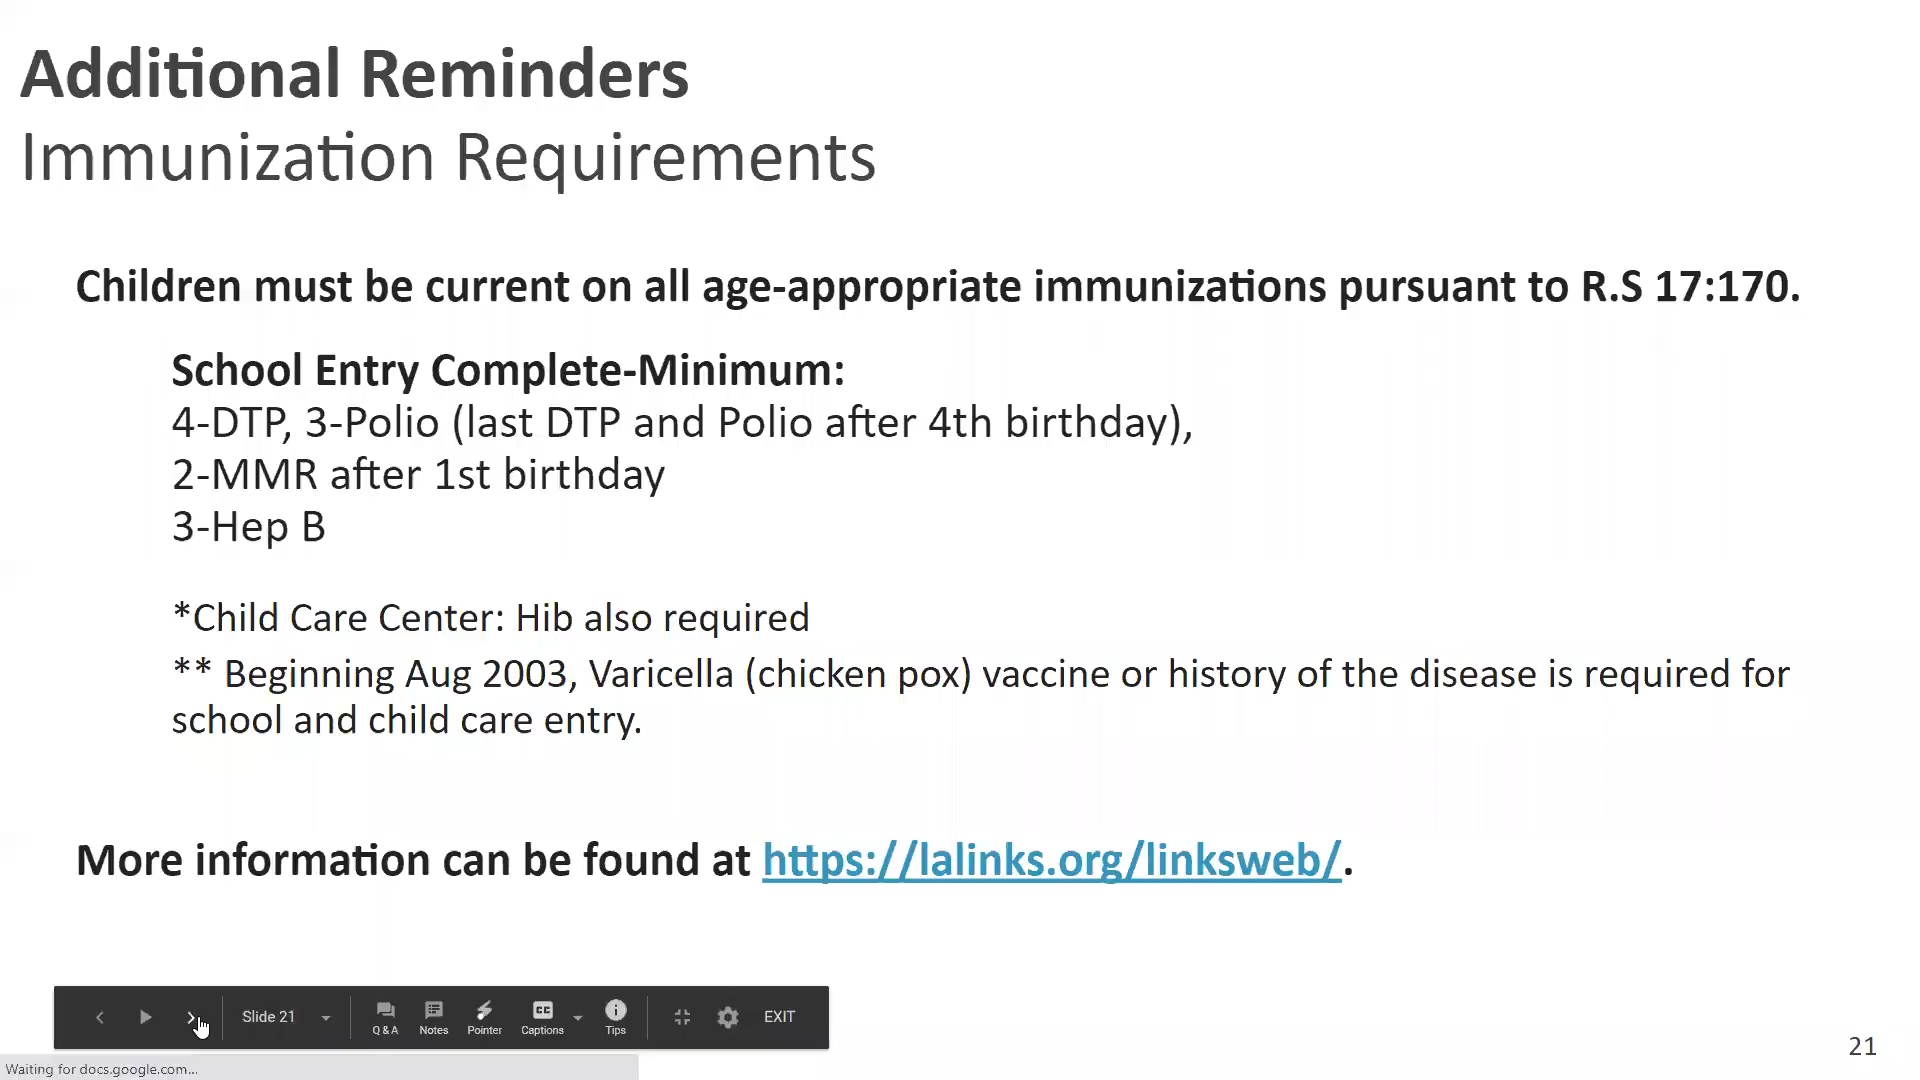 Additional Reminders
Immunization Requirements
Children must be current on all age-appropriate immunizations pursuant to R.S 17:170.
School Entry Complete-Minimum:
4-DTP, 3-Polio (last DTP and Polio after 4th birthday),
2-MMR after 1st birthday
3-Hep B
*Child Care Center: Hib also required
** Beginning Aug 2003, Varicella (chicken pox) vaccine or history of the disease is required for
school and child care entry.
More information can be found at https://lalinks.org/linksweb/.
Slide 21
Q & A
Notes
Pointer
CC
Captions
Tips
EXIT
21
Waiting for docs.google.com...